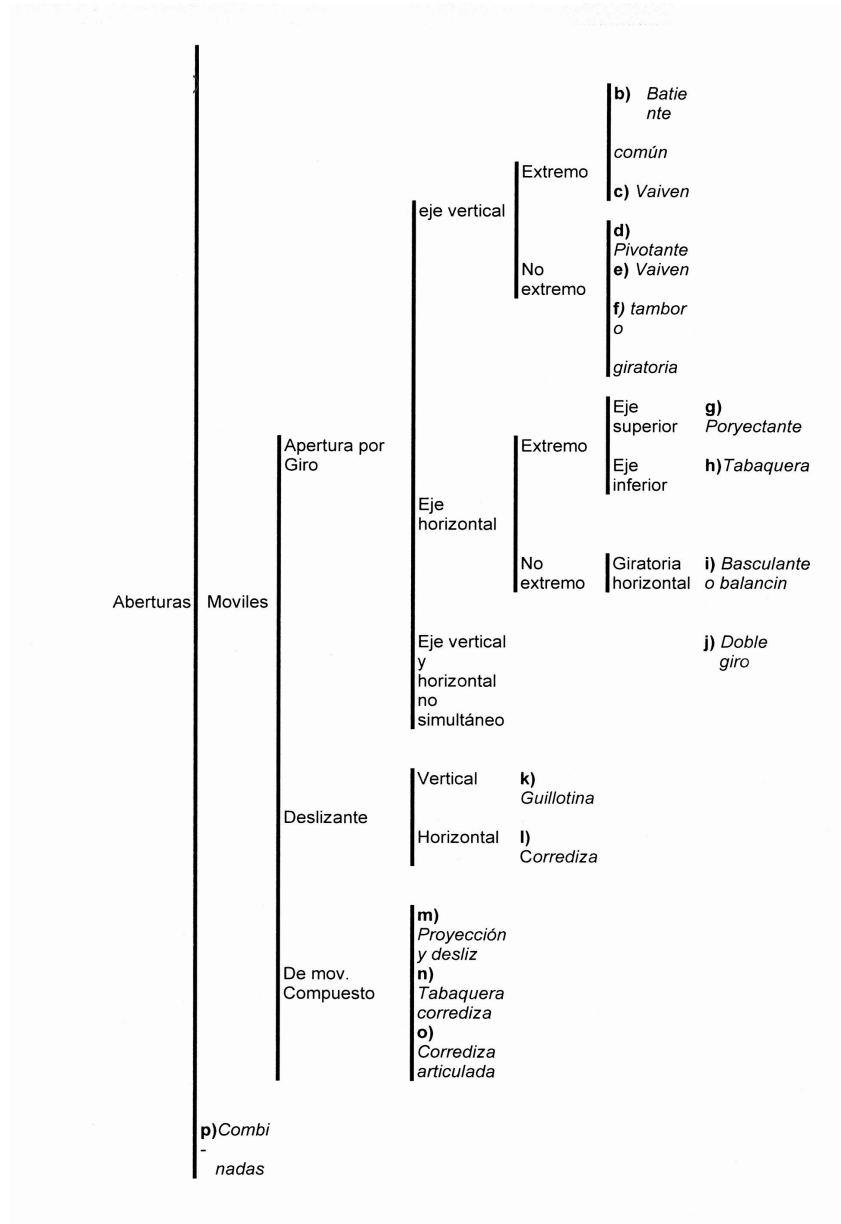 b) Batie
nte
común
Extremo
c) Vaiven
eje vertical
d)
Pivotante
No
extremo
e) Vaiven
f) tambor
o
giratoria
Eje
superior
g)
Poryectante
Apertura por
Giro
Extremo
Eje
inferior
h)Tabaquera
Eje
horizontal
No
extremo
Giratoria
horizontal
i) Basculante
o balancin
Aberturas
Moviles
Eje vertical
y
horizontal
no
simultáneo
j) Doble
giro
Vertical
k)
Guillotina
Deslizante
Horizontal
l)
Corrediza
m)
Proyección
y desliz
De mov.
Compuesto
n)
Tabaquera
corrediza
o)
Corrediza
articulada
p)Combi
-
nadas